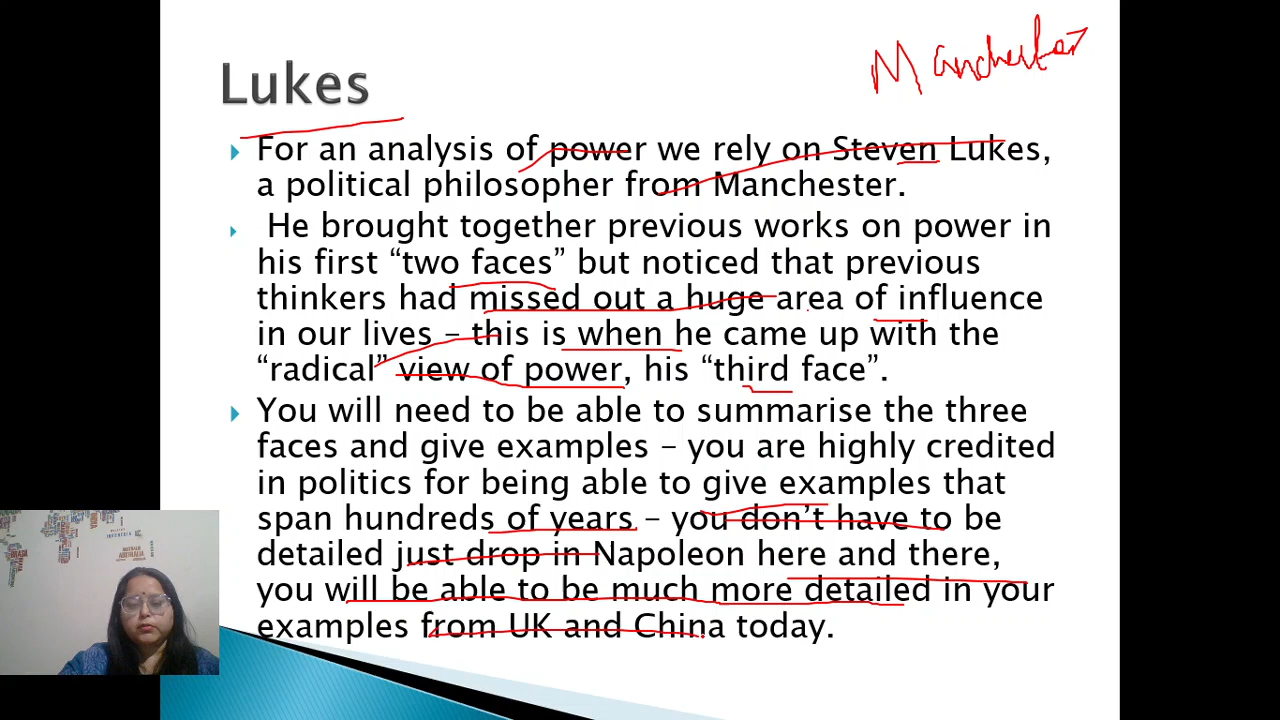 Manchester
Lukes
For an analysis of power we rely on Steven Lukes,
a political philosopher from Manchester.
He brought together previous works on power in
his first “two faces” but noticed that previous
thinkers had missed out a huge area of influence
in our lives – this is when he came up with the
“radical” view of power, his “third face”.
You will need to be able to summarise the three
faces and give examples – you are highly credited
in politics for being able to give examples that
span hundreds of years – you don’t have to be
detailed just drop in Napoleon here and there,
you will be able to be much more detailed in your
examples from UK and China today.